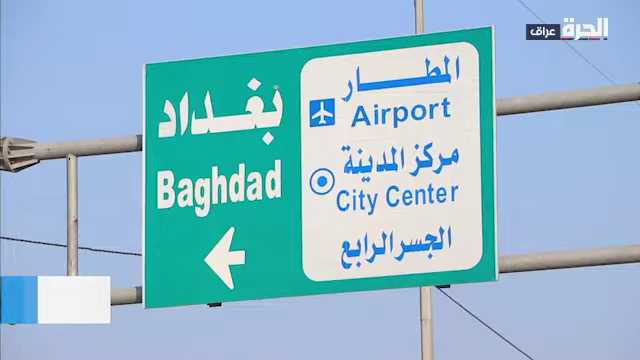 الحرة عراق
بغداد
Baghdad
المطار
Airport
مركز المدينة
City Center
الجسر الرابع